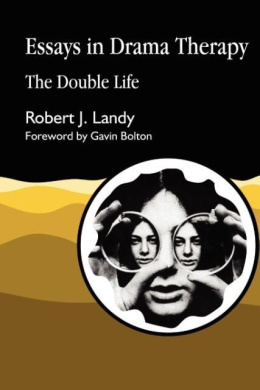 Essays in Drama Therapy
The Double Life
Robert J. Landy
Foreword by Gavin Bolton